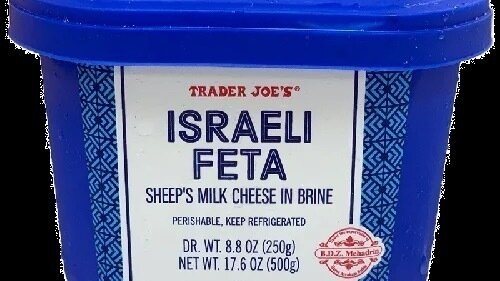 TRADER JOE'S®
ISRAELI
FETA
SHEEP'S MILK CHEESE IN BRINE
PERISHABLE, KEEP REFRIGERATED
DR. WT. 8.8 OZ (250g)
NET WT. 17.6 OZ (500g)
B.D.Z. Mehadrin